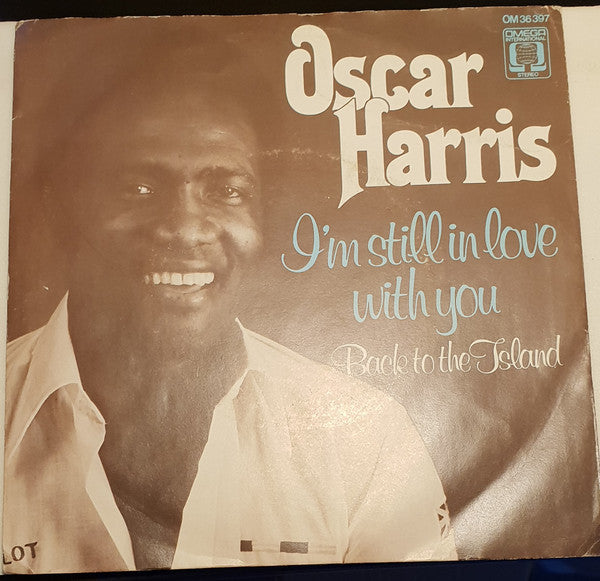 OM 36 397
OMEGA
INTERNATIONAL
STEREO
Oscar
Harris
I'm still in love
with you
Back to the Island
LOT